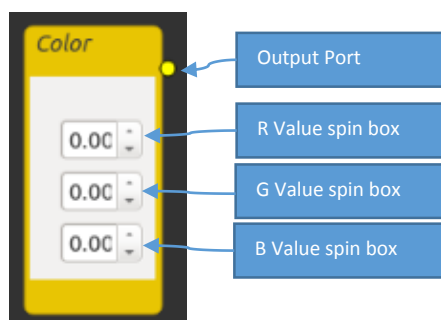 Color
Output Port
0.00
R Value spin box
0.00
G Value spin box
0.00
B Value spin box